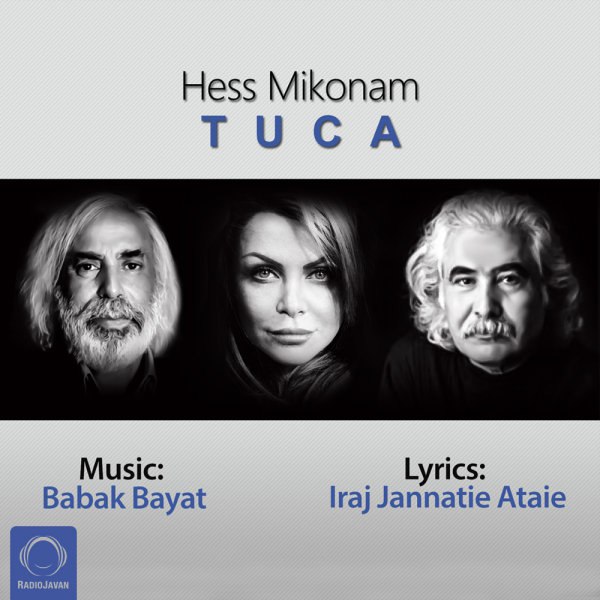 Hess Mikonam
TUCA
Music:
Babak Bayat
Lyrics:
Iraj Jannatie Ataie
RADIOJAVAN